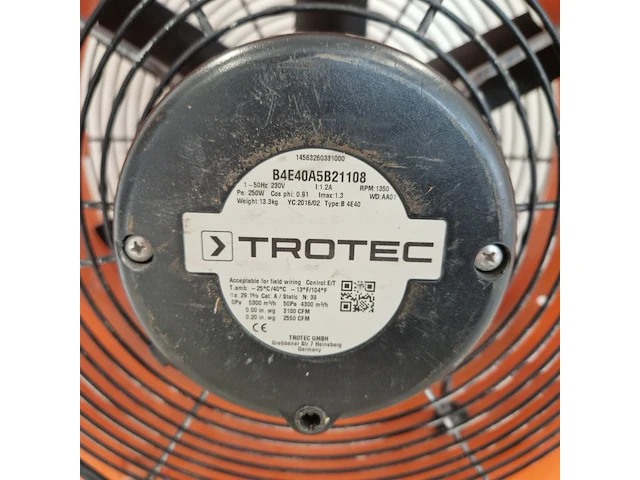 14563260331000
B4E40A5B21108
1~50Hz 230V I:1.2A RPM:1350
Pe: 250W Cos phi: 0.91 Imax:1.3 WD:AA01
Weight:13.3kg YC:2016/02 Type:B 4E40
TROTEC
Acceptable for field wiring Control:E/T
T.amb: -25°C/40°C -13°F/104°F
29.1% Cat: A / Static N: 39
0Pa 5300 m³/h 50Pa 4300 m³/h
0.00 in. wg 3100 CFM
0.20 in. wg 2550 CFM
CE
TROTEC GMBH
Grebbener Str.7 Heinsberg
Germany